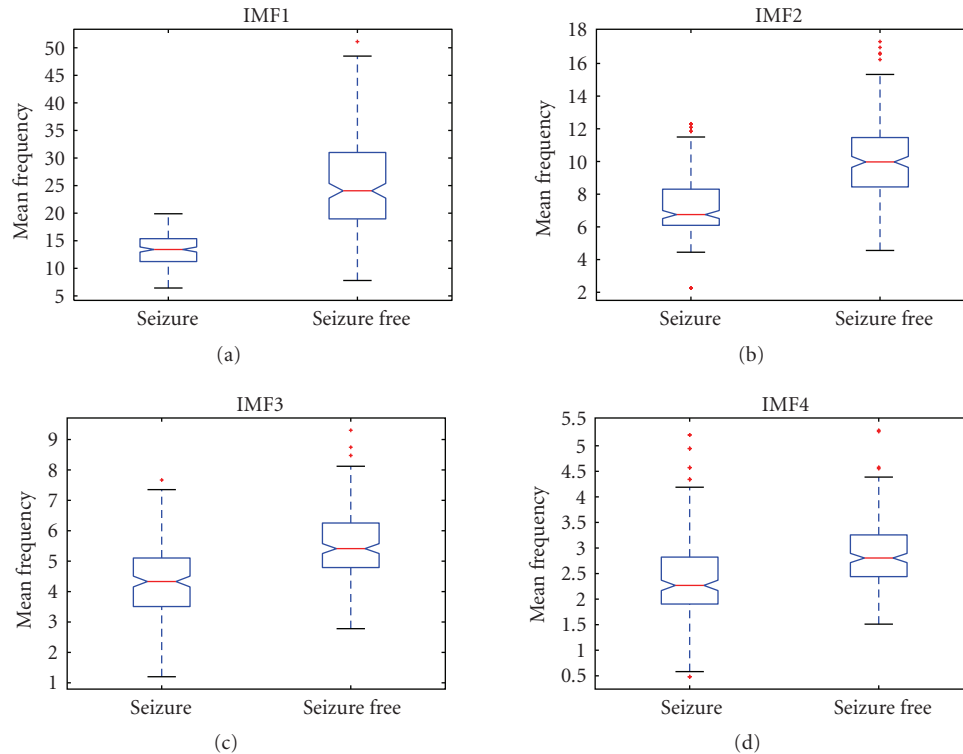 IMF1
50
45
40
35
30
25
20
15
10
5
Mean frequency
Seizure
Seizure free
(a)
IMF2
18
16
14
12
10
8
6
4
2
Mean frequency
Seizure
Seizure free
(b)
IMF3
9
8
7
6
5
4
3
2
1
Mean frequency
Seizure
Seizure free
(c)
IMF4
5.5
5
4.5
4
3.5
3
2.5
2
1.5
1
0.5
Mean frequency
Seizure
Seizure free
(d)